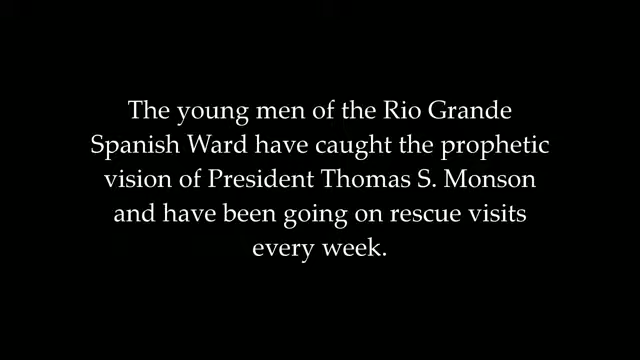 The young men of the Rio Grande
Spanish Ward have caught the prophetic
vision of President Thomas S. Monson
and have been going on rescue visits
every week.